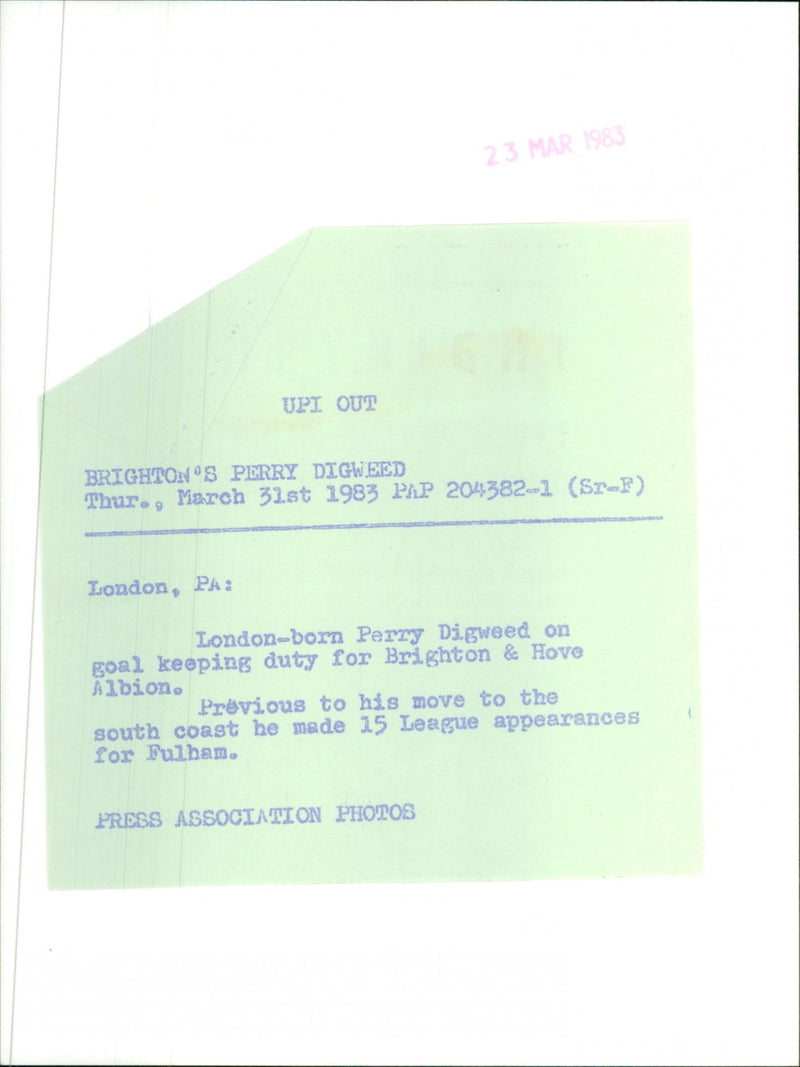 23 MAR 1983
UPI OUT
BRIGHTON'S PERRY DIGWEED
Thur., March 31st 1983 PAP 204382-1 (Sr-F)
London, PA:
London-born Perry Digweed on
goal keeping duty for Brighton & Hove
Albion.
Previous to his move to the
south coast he made 15 League appearances
for Fulham.
PRESS ASSOCIATION PHOTOS